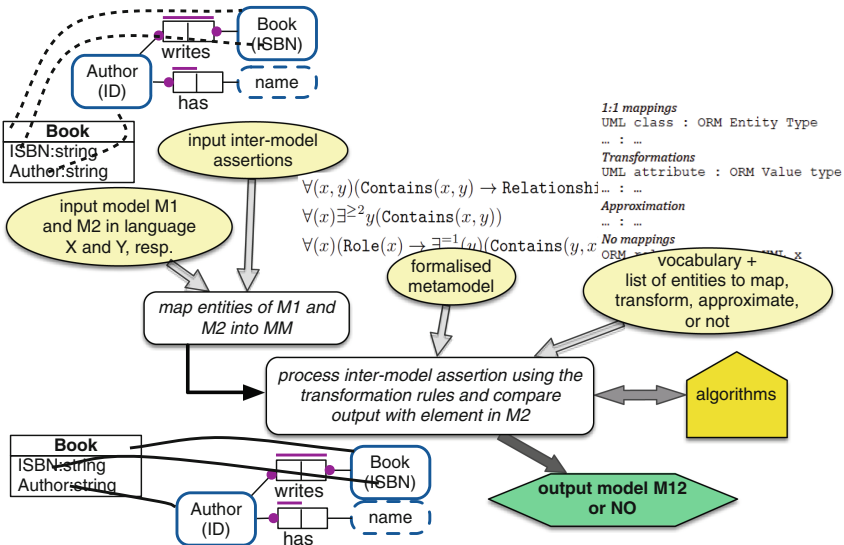 Book
(ISBN)
writes
Author
(ID)
name
has
Book
ISBN:string
Author:string
input inter-model
assertions
input model M1
and M2 in language
X and Y, resp.
∀(x, y)(Contains(x, y) → Relationshi
∀(x)∃≥2y(Contains(x, y))
∀(x)(Role(x) → ∃=1(y)(Contains(y, x
1:1 mappings
UML class : ORM Entity Type
… : …
Transformations
UML attribute : ORM Value type
… : …
Approximation
… : …
No mappings
ORM x
formalised
metamodel
vocabulary +
list of entities to map,
transform, approximate,
or not
map entities of M1 and
M2 into MM
process inter-model assertion using the
transformation rules and compare
output with element in M2
algorithms
output model M12
or NO
Book
ISBN:string
Author:string
Book
(ISBN)
writes
Author
(ID)
name
has